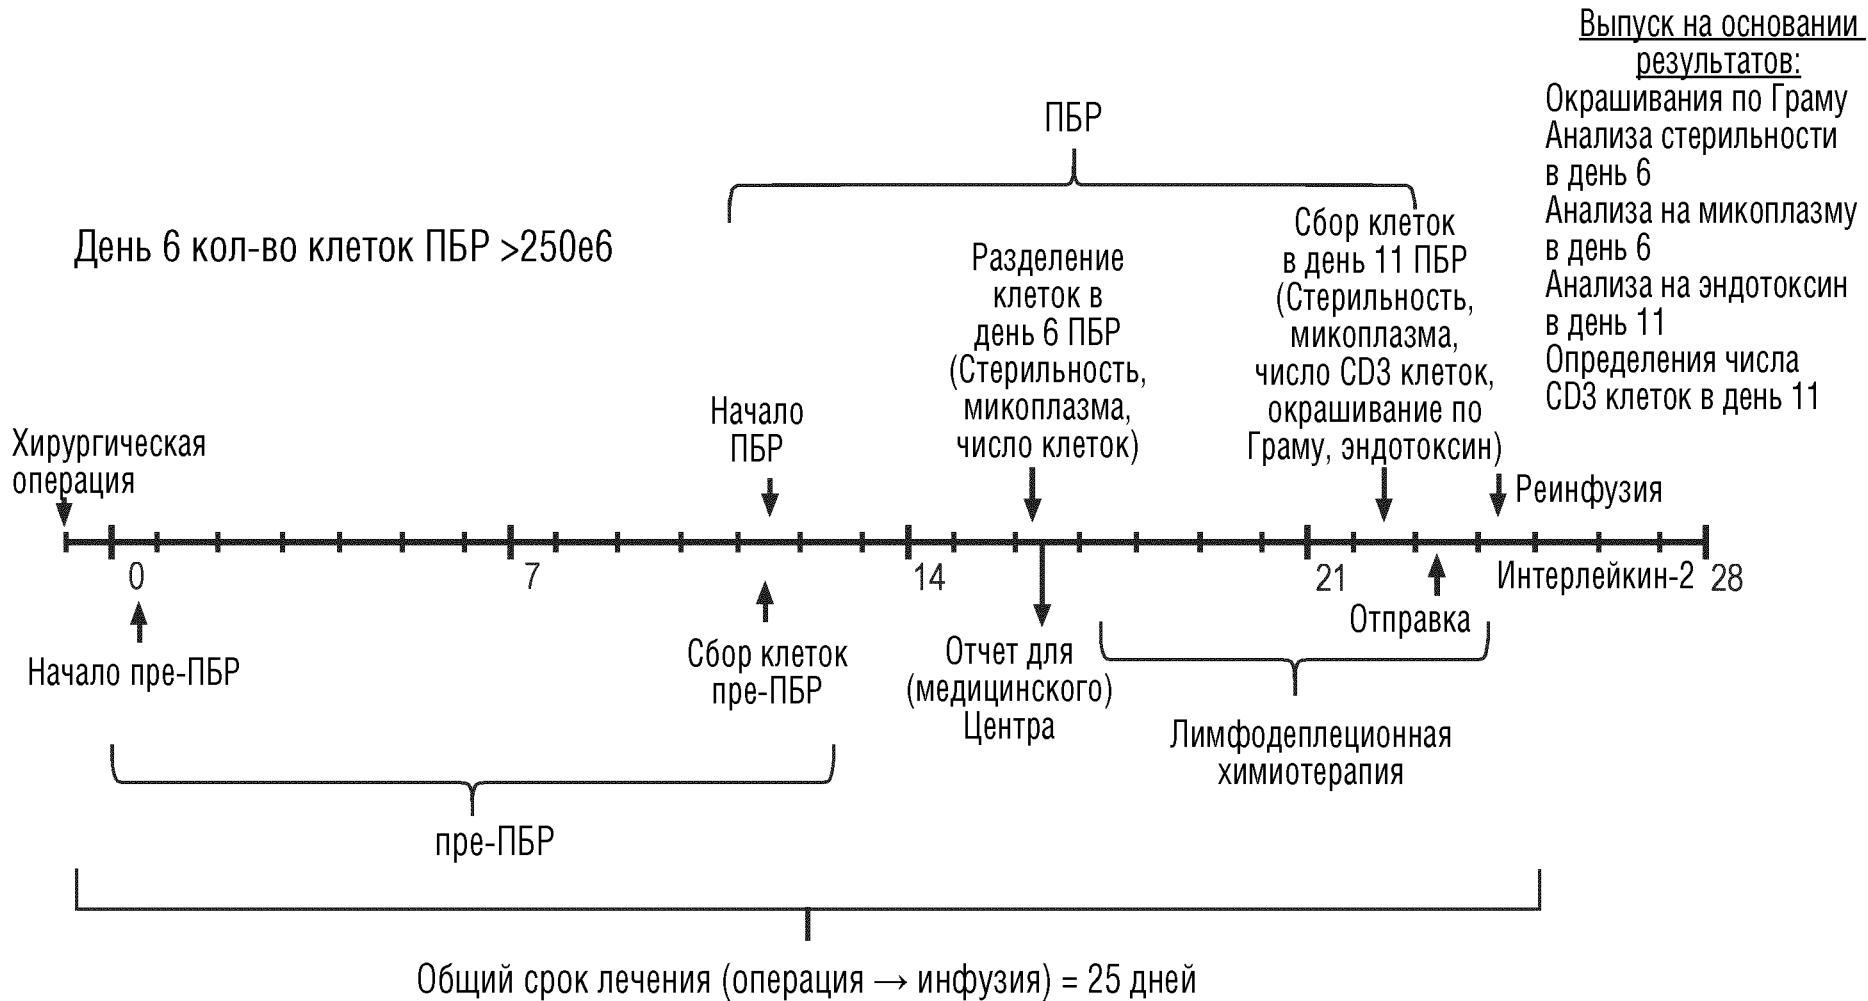 Выпуск на основании
результатов:
Окрашивания по Граму
Анализа стерильности
в день 6
Анализа на микоплазму
в день 6
Анализа на эндотоксин
в день 11
Определения числа
CD3 клеток в день 11
ПБР
День 6 кол-во клеток ПБР >250e6
Хирургическая
операция
Начало
ПБР
Разделение
клеток в
день 6 ПБР
(Стерильность,
микоплазма,
число клеток)
Сбор клеток
в день 11 ПБР
(Стерильность,
микоплазма,
число CD3 клеток,
окрашивание по
Граму, эндотоксин)
Реинфузия
0
7
14
21
Интерлейкин-2
28
Начало пре-ПБР
Сбор клеток
пре-ПБР
Отчет для
(медицинского)
Центра
Отправка
Лимфодеплеционная
химиотерапия
пре-ПБР
Общий срок лечения (операция → инфузия) = 25 дней